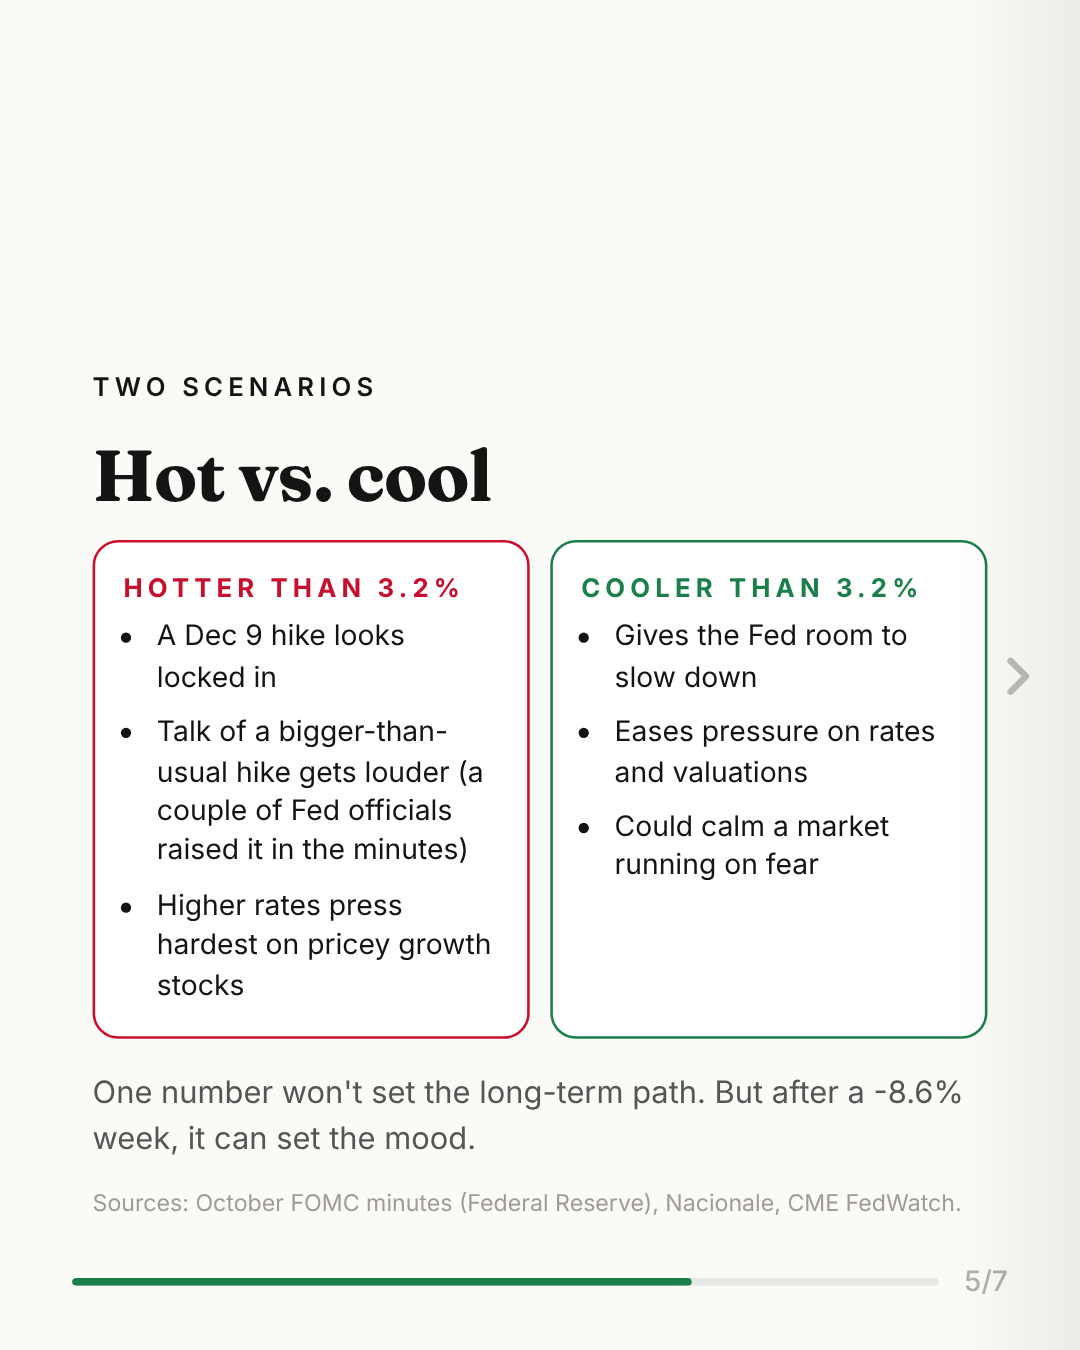 TWO SCENARIOS
Hot vs. cool
HOTTER THAN 3.2%
• A Dec 9 hike looks
locked in
• Talk of a bigger-than-
usual hike gets louder (a
couple of Fed officials
raised it in the minutes)
• Higher rates press
hardest on pricey growth
stocks
COOLER THAN 3.2%
• Gives the Fed room to
slow down
• Eases pressure on rates
and valuations
• Could calm a market
running on fear
One number won't set the long-term path. But after a -8.6%
week, it can set the mood.
Sources: October FOMC minutes (Federal Reserve), Nacionale, CME FedWatch.
5/7